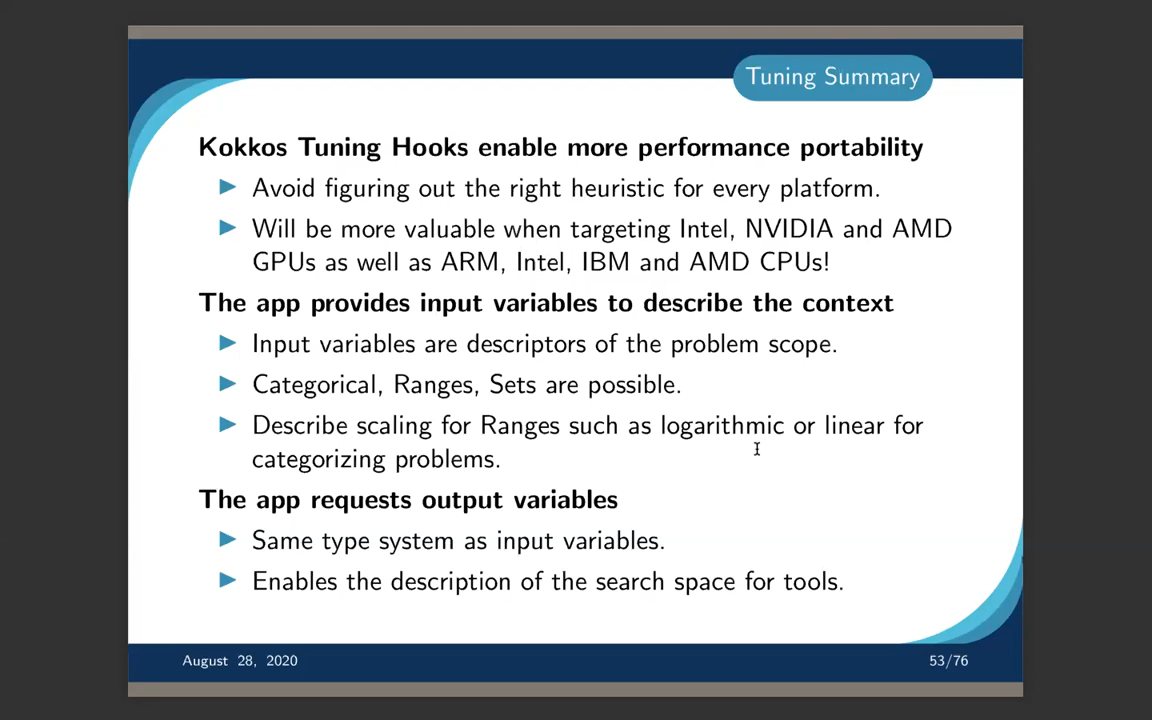 Tuning Summary
Kokkos Tuning Hooks enable more performance portability
Avoid figuring out the right heuristic for every platform.
Will be more valuable when targeting Intel, NVIDIA and AMD
GPUs as well as ARM, Intel, IBM and AMD CPUs!
The app provides input variables to describe the context
Input variables are descriptors of the problem scope.
Categorical, Ranges, Sets are possible.
Describe scaling for Ranges such as logarithmic or linear for
categorizing problems.
The app requests output variables
Same type system as input variables.
Enables the description of the search space for tools.
August 28, 2020
53/76